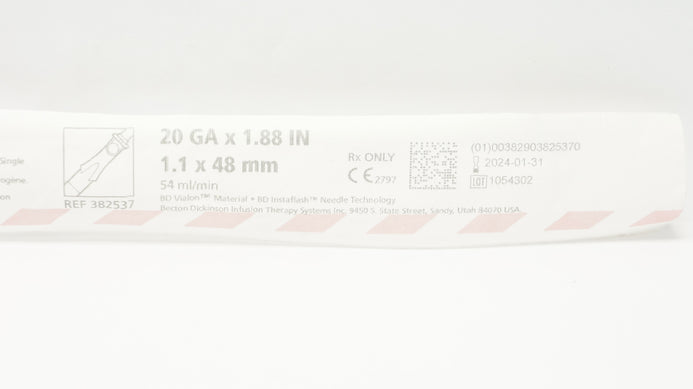 Single
rogène.
on
REF 382537
20 GA x 1.88 IN
1.1 x 48 mm
54 ml/min
BD Vialon™ Material • BD Instaflash™ Needle Technology
Becton Dickinson Infusion Therapy Systems Inc. 9450 S. State Street, Sandy, Utah 84070 USA.
Rx ONLY
CE 2797
(01)00382903825370
2024-01-31
LOT 1054302